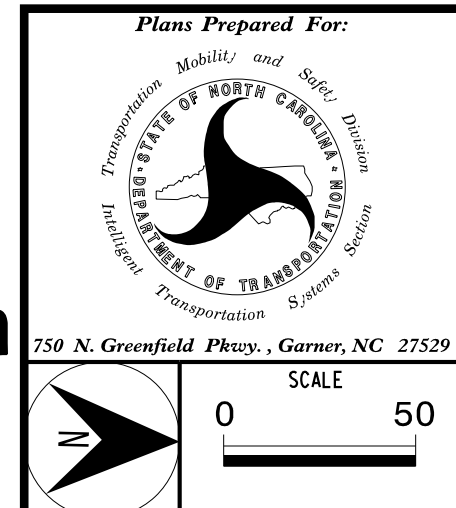 Plans Prepared For:
Transportation Mobility and Safety Division
STATE OF NORTH CAROLINA
DEPARTMENT OF TRANSPORTATION
Intelligent Transportation Systems Section
750 N. Greenfield Pkwy. , Garner, NC 27529
N
SCALE
0 50